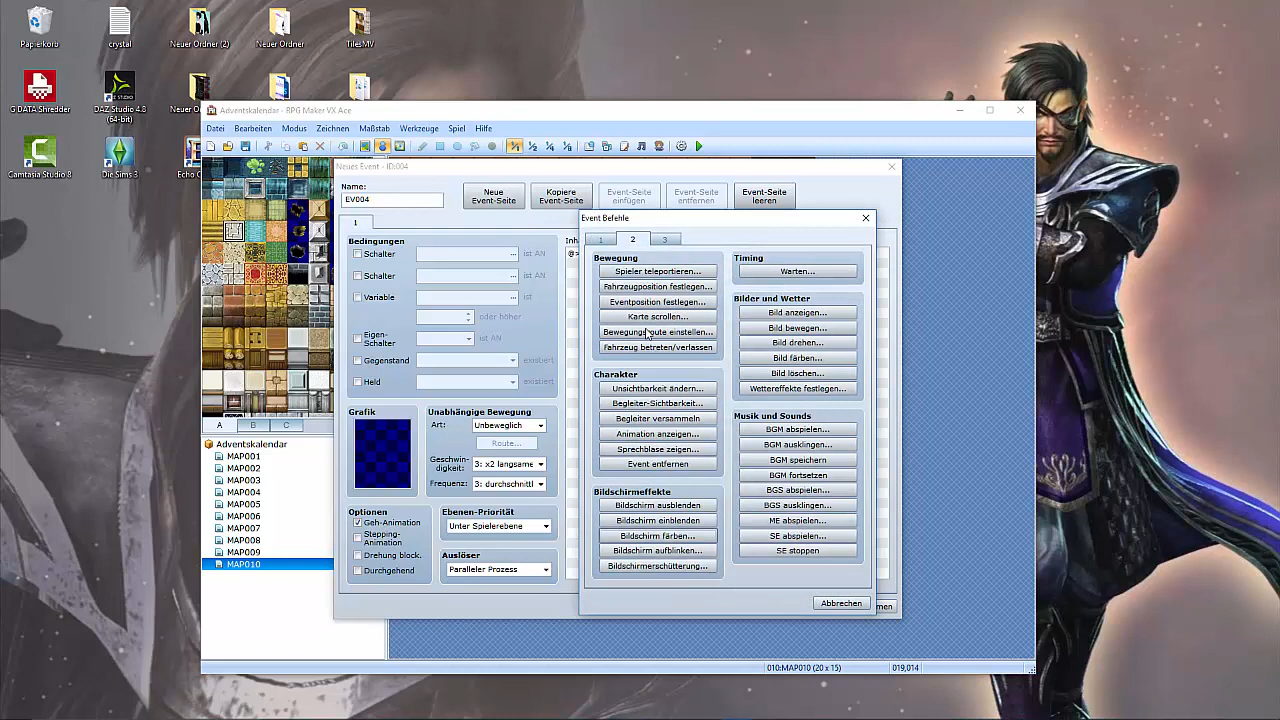 Papierkorb
crystal
Neuer Ordner (2)
Neuer Ordner
TilesMV
G DATA Shredder
DAZ Studio 4.8
(64-bit)
Neuer O
Camtasia Studio 8
Die Sims 3
Echo C
Adventskalendar - RPG Maker VX Ace
Datei Bearbeiten Modus Zeichnen Maßstab Werkzeuge Spiel Hilfe
A B C
Adventskalendar
MAP001
MAP002
MAP003
MAP004
MAP005
MAP006
MAP007
MAP008
MAP009
MAP010
010:MAP010 (20 x 15) 019,014
Neues Event - ID:004
Name:
EV004
Neue
Event-Seite
Kopiere
Event-Seite
Event-Seite
einfügen
Event-Seite
entfernen
Event-Seite
leeren
1
Bedingungen
Schalter ... ist AN
Schalter ... ist AN
Variable ... ist
oder höher
Eigen-
Schalter ist AN
Gegenstand existiert
Held existiert
Grafik
Unabhängige Bewegung
Art: Unbeweglich
Route...
Geschwin-
digkeit: 3: x2 langsame
Frequenz: 3: durchschnittl
Optionen
Geh-Animation
Stepping-
Animation
Drehung block.
Durchgehend
Ebenen-Priorität
Unter Spielerebene
Auslöser
Paralleler Prozess
Inh
@>
men
Event Befehle
1 2 3
Bewegung
Spieler teleportieren...
Fahrzeugposition festlegen...
Eventposition festlegen...
Karte scrollen...
Bewegungsroute einstellen...
Fahrzeug betreten/verlassen
Charakter
Unsichtbarkeit ändern...
Begleiter-Sichtbarkeit...
Begleiter versammeln
Animation anzeigen...
Sprechblase zeigen...
Event entfernen
Bildschirmeffekte
Bildschirm ausblenden
Bildschirm einblenden
Bildschirm färben...
Bildschirm aufblinken...
Bildschirmerschütterung...
Timing
Warten...
Bilder und Wetter
Bild anzeigen...
Bild bewegen...
Bild drehen...
Bild färben...
Bild löschen...
Wettereffekte festlegen...
Musik und Sounds
BGM abspielen...
BGM ausklingen...
BGM speichern
BGM fortsetzen
BGS abspielen...
BGS ausklingen...
ME abspielen...
SE abspielen...
SE stoppen
Abbrechen